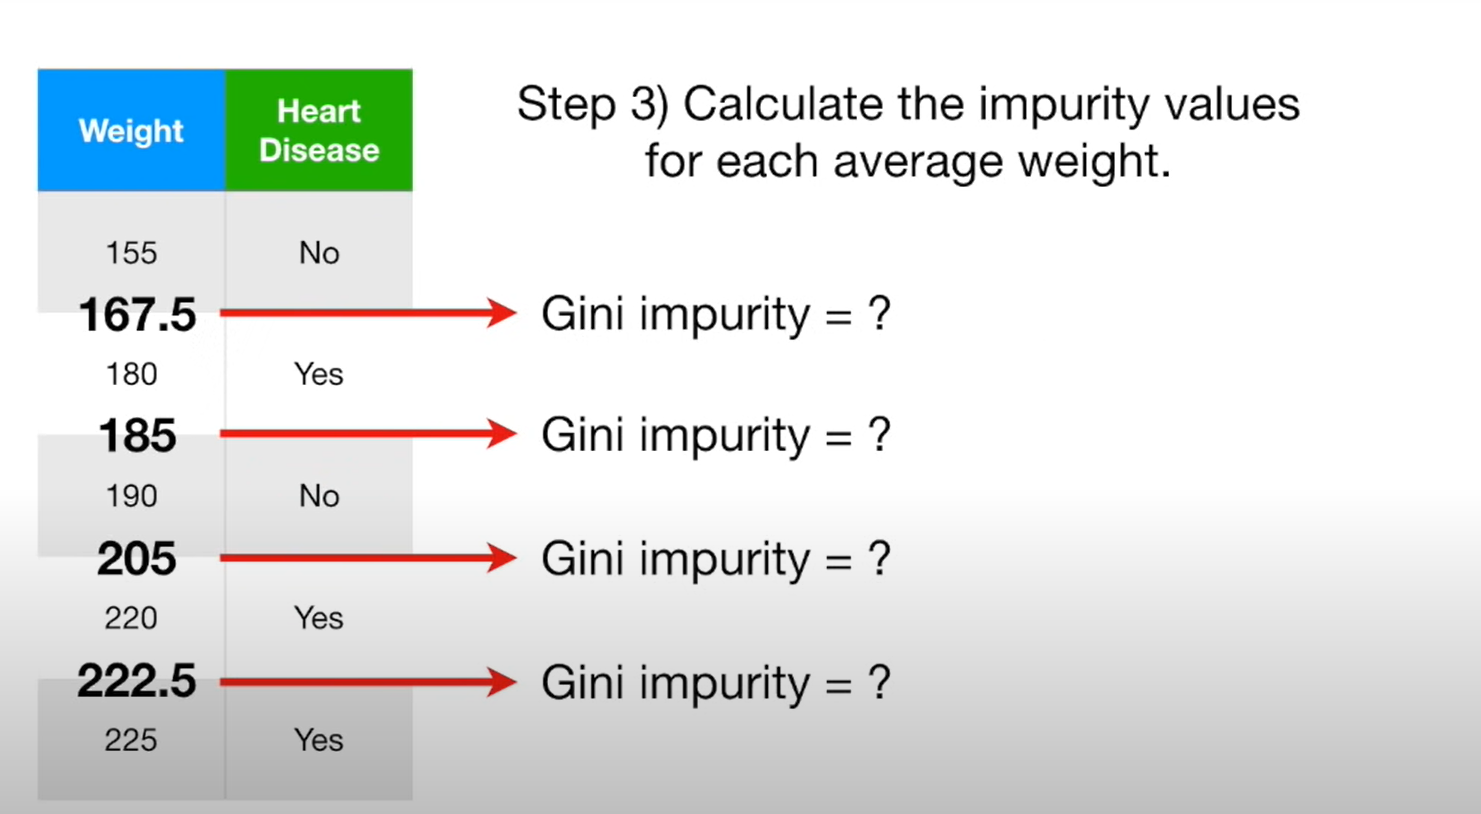 Step 3) Calculate the impurity values
for each average weight.
Weight Heart Disease
155 No
167.5 Gini impurity = ?
180 Yes
185 Gini impurity = ?
190 No
205 Gini impurity = ?
220 Yes
222.5 Gini impurity = ?
225 Yes